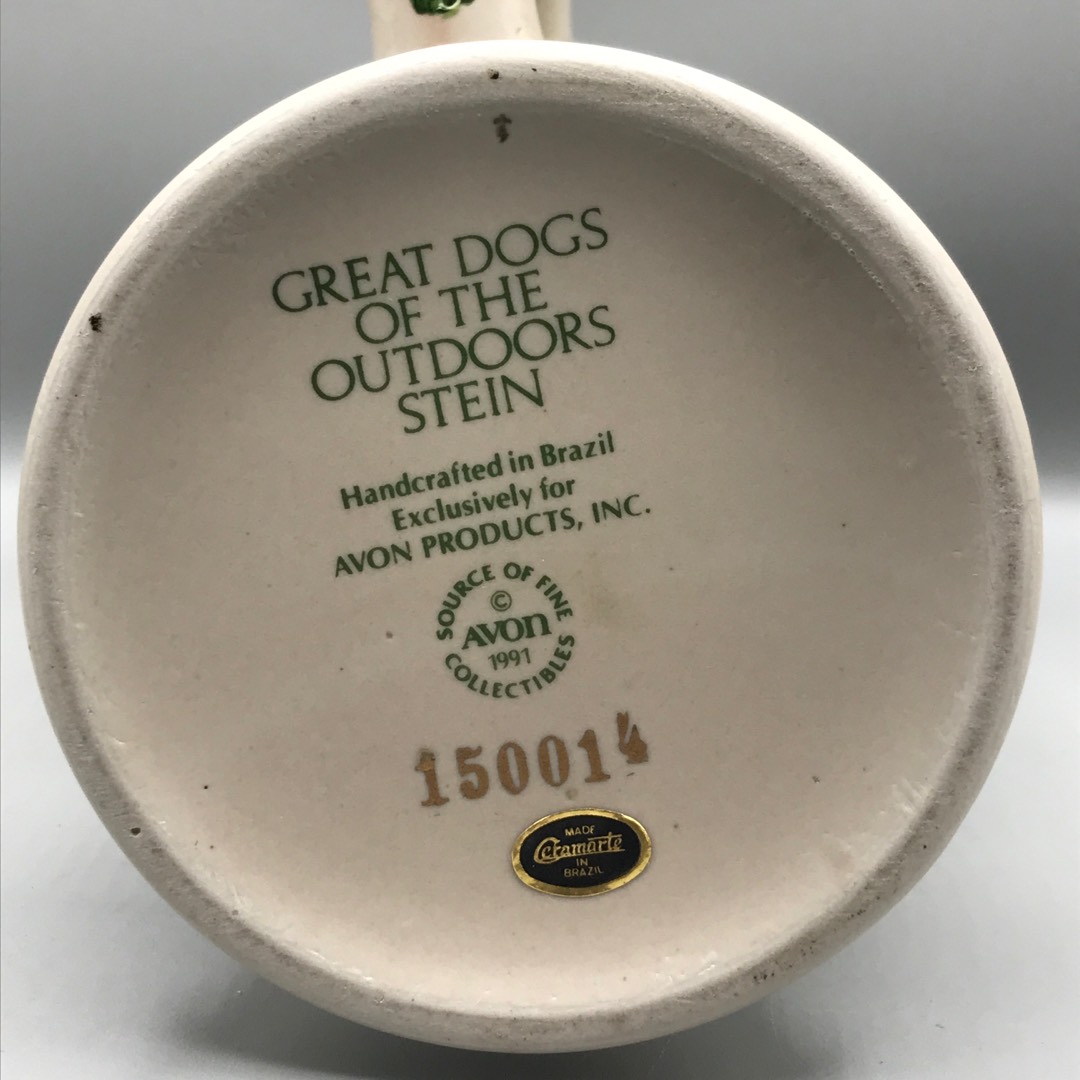 GREAT DOGS
OF THE
OUTDOORS
STEIN
Handcrafted in Brazil
Exclusively for
AVON PRODUCTS, INC.
SOURCE OF FINE
©
AVON
1991
COLLECTIBLES
150014
MADE
Ceramarte
IN
BRAZIL